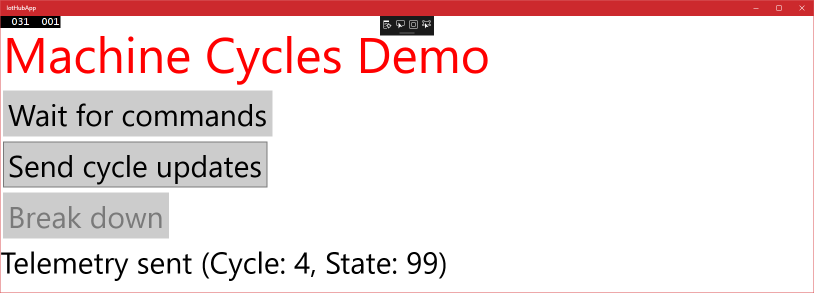 IotHubApp
031 001
Machine Cycles Demo
Wait for commands
Send cycle updates
Break down
Telemetry sent (Cycle: 4, State: 99)